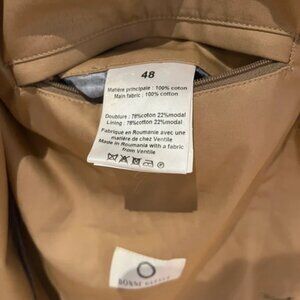 48
Matière principale : 100% coton
Main fabric : 100% cotton
Doublure : 78%coton 22%modal
Lining : 78%cotton 22%modal
Fabriqué en Roumanie avec une
matière de chez Ventile
Made in Roumania with a fabric
from Ventile
BONNE